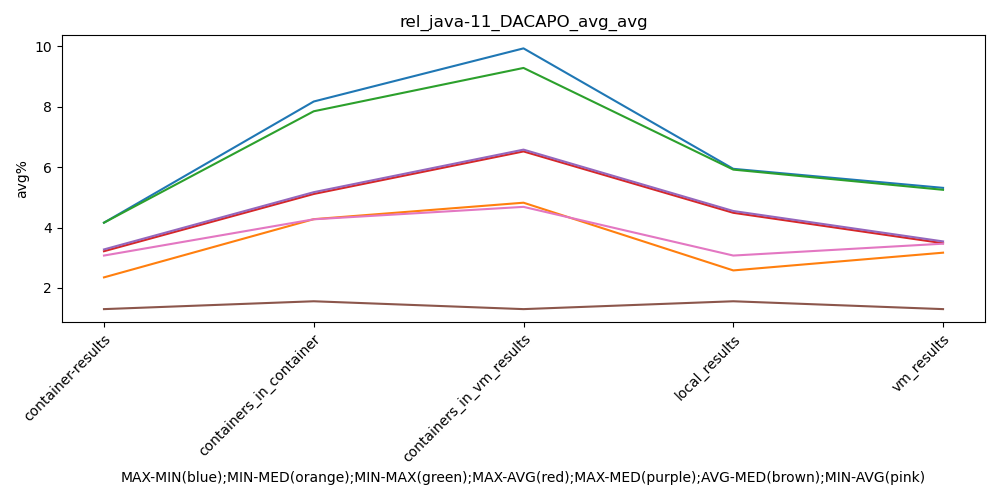 rel_java-11_DACAPO_avg_avg
avg%
10
8
6
4
2
container-results
containers_in_container
containers_in_vm_results
local_results
vm_results
MAX-MIN(blue);MIN-MED(orange);MIN-MAX(green);MAX-AVG(red);MAX-MED(purple);AVG-MED(brown);MIN-AVG(pink)